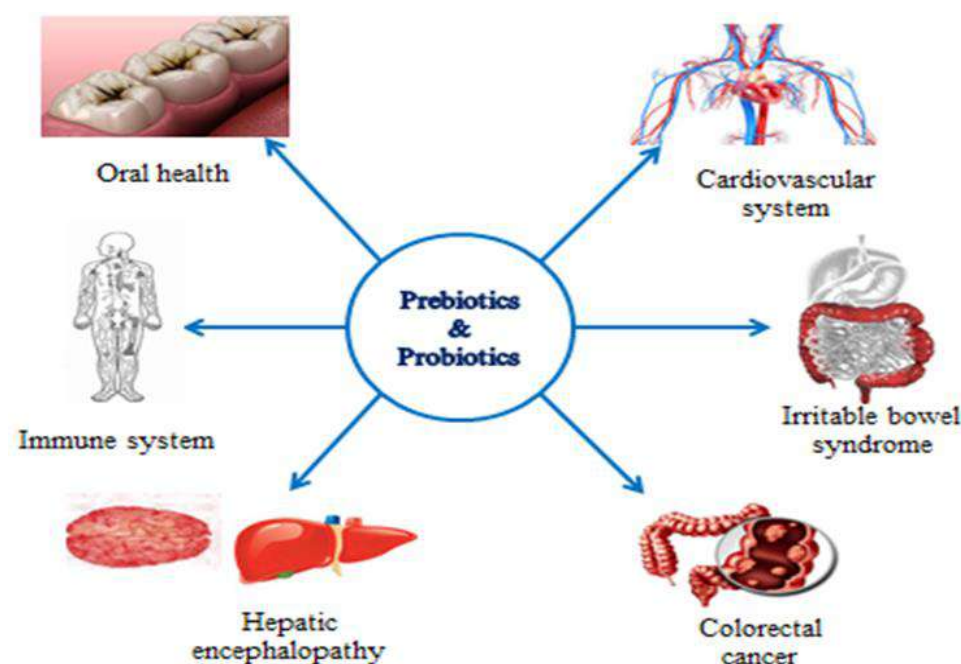 Oral health
Cardiovascular
system
Prebiotics
&
Probiotics
Immune system
Irritable bowel
syndrome
Hepatic
encephalopathy
Colorectal
cancer